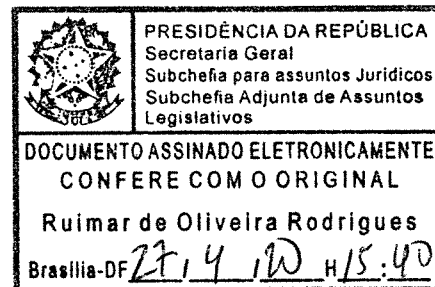 PRESIDÊNCIA DA REPÚBLICA
Secretaria Geral
Subchefia para assuntos Jurídicos
Subchefia Adjunta de Assuntos
Legislativos
DOCUMENTO ASSINADO ELETRONICAMENTE
CONFERE COM O ORIGINAL
Ruimar de Oliveira Rodrigues
Brasília-DF 27, 4, 20 H 15:40